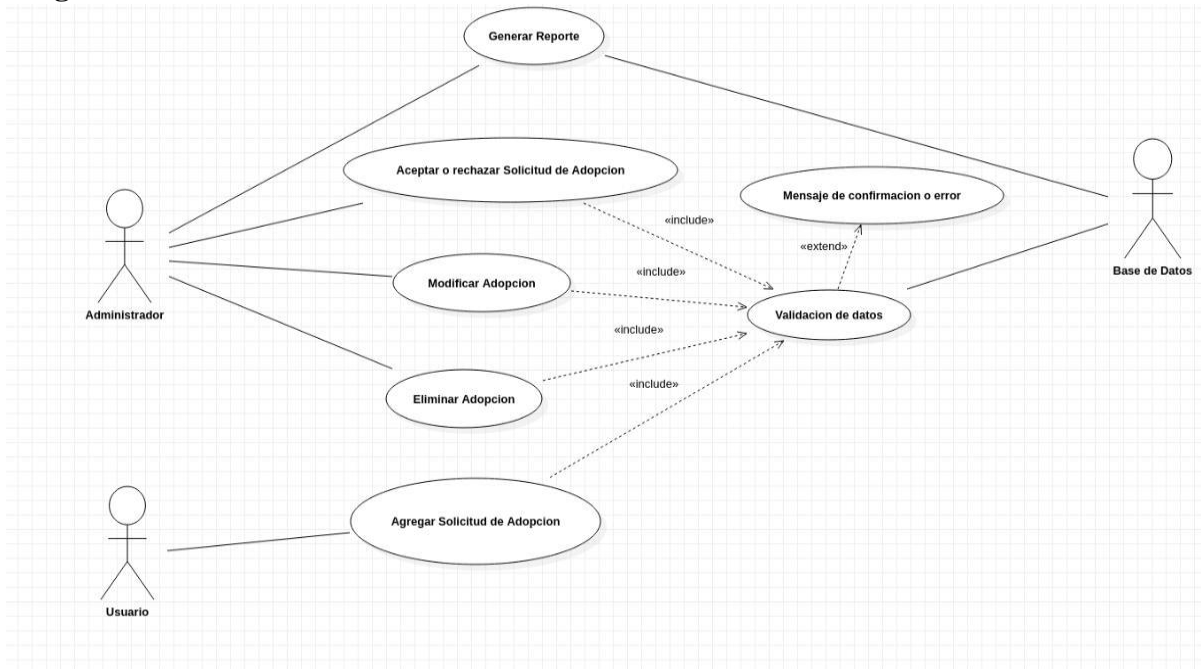 Generar Reporte
Aceptar o rechazar Solicitud de Adopcion
Mensaje de confirmacion o error
«include»
«extend»
Base de Datos
«include»
Modificar Adopcion
Administrador
Validacion de datos
«include»
«include»
Eliminar Adopcion
Agregar Solicitud de Adopcion
Usuario